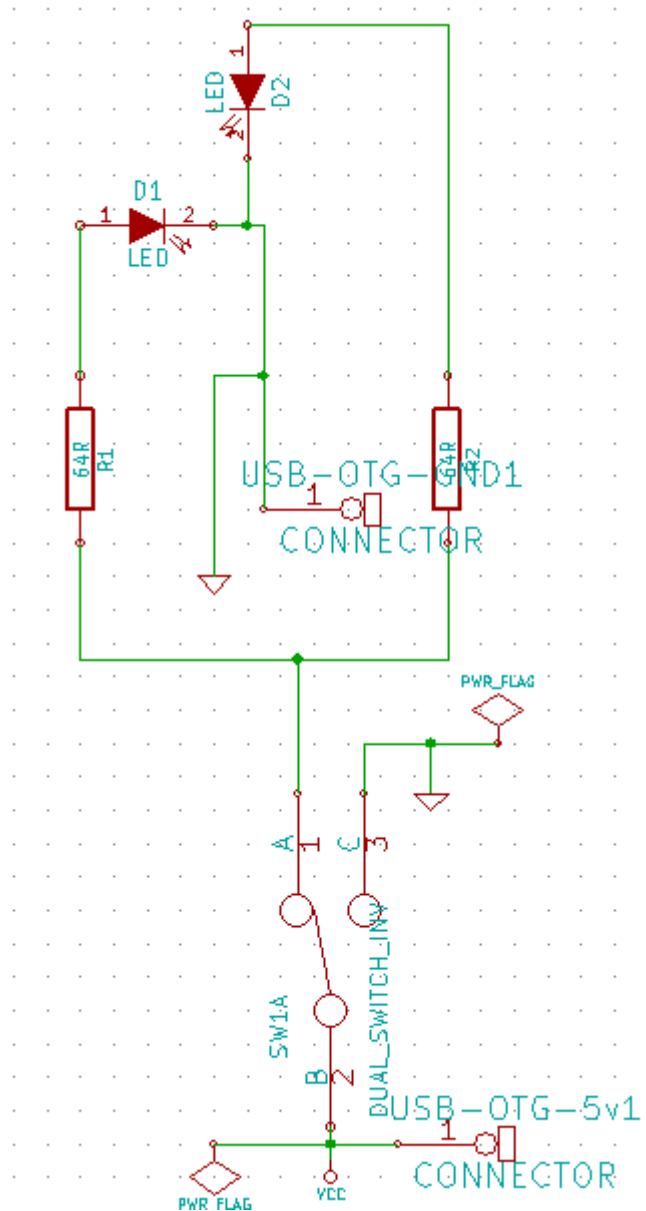 1
LED
D2
2
D1
1
2
LED
64R
R1
64R
R2
USB-OTG-GND1
1
CONNECTOR
PWR_FLAG
A
1
C
3
DUAL_SWITCH_INV
SW1A
B
2
USB-OTG-5v1
1
CONNECTOR
PWR_FLAG
VCC